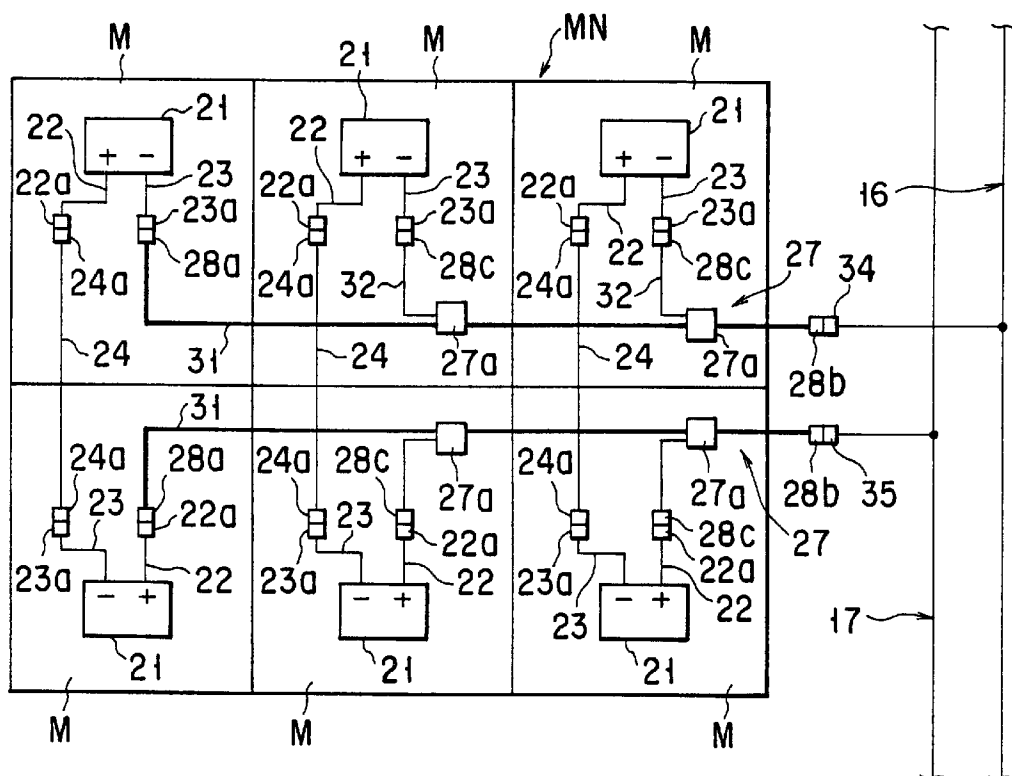 M M MN M
21 21 21
22 22
+ - + - + -
23 23 23
22a 23a 22a 23a 22a 22 23a
16
24a 28a 24a 28c 24a 28c 27 34
32 32
24 31 24 27a 24 27a 28b
31
24a 28a 24a 28c 27a 24a 27a 28b 35
23 22a 23 22a 28c 27
23a 22 23a 22 23a 23 22a 22
- + - + - +
17
21 21 21
M M M